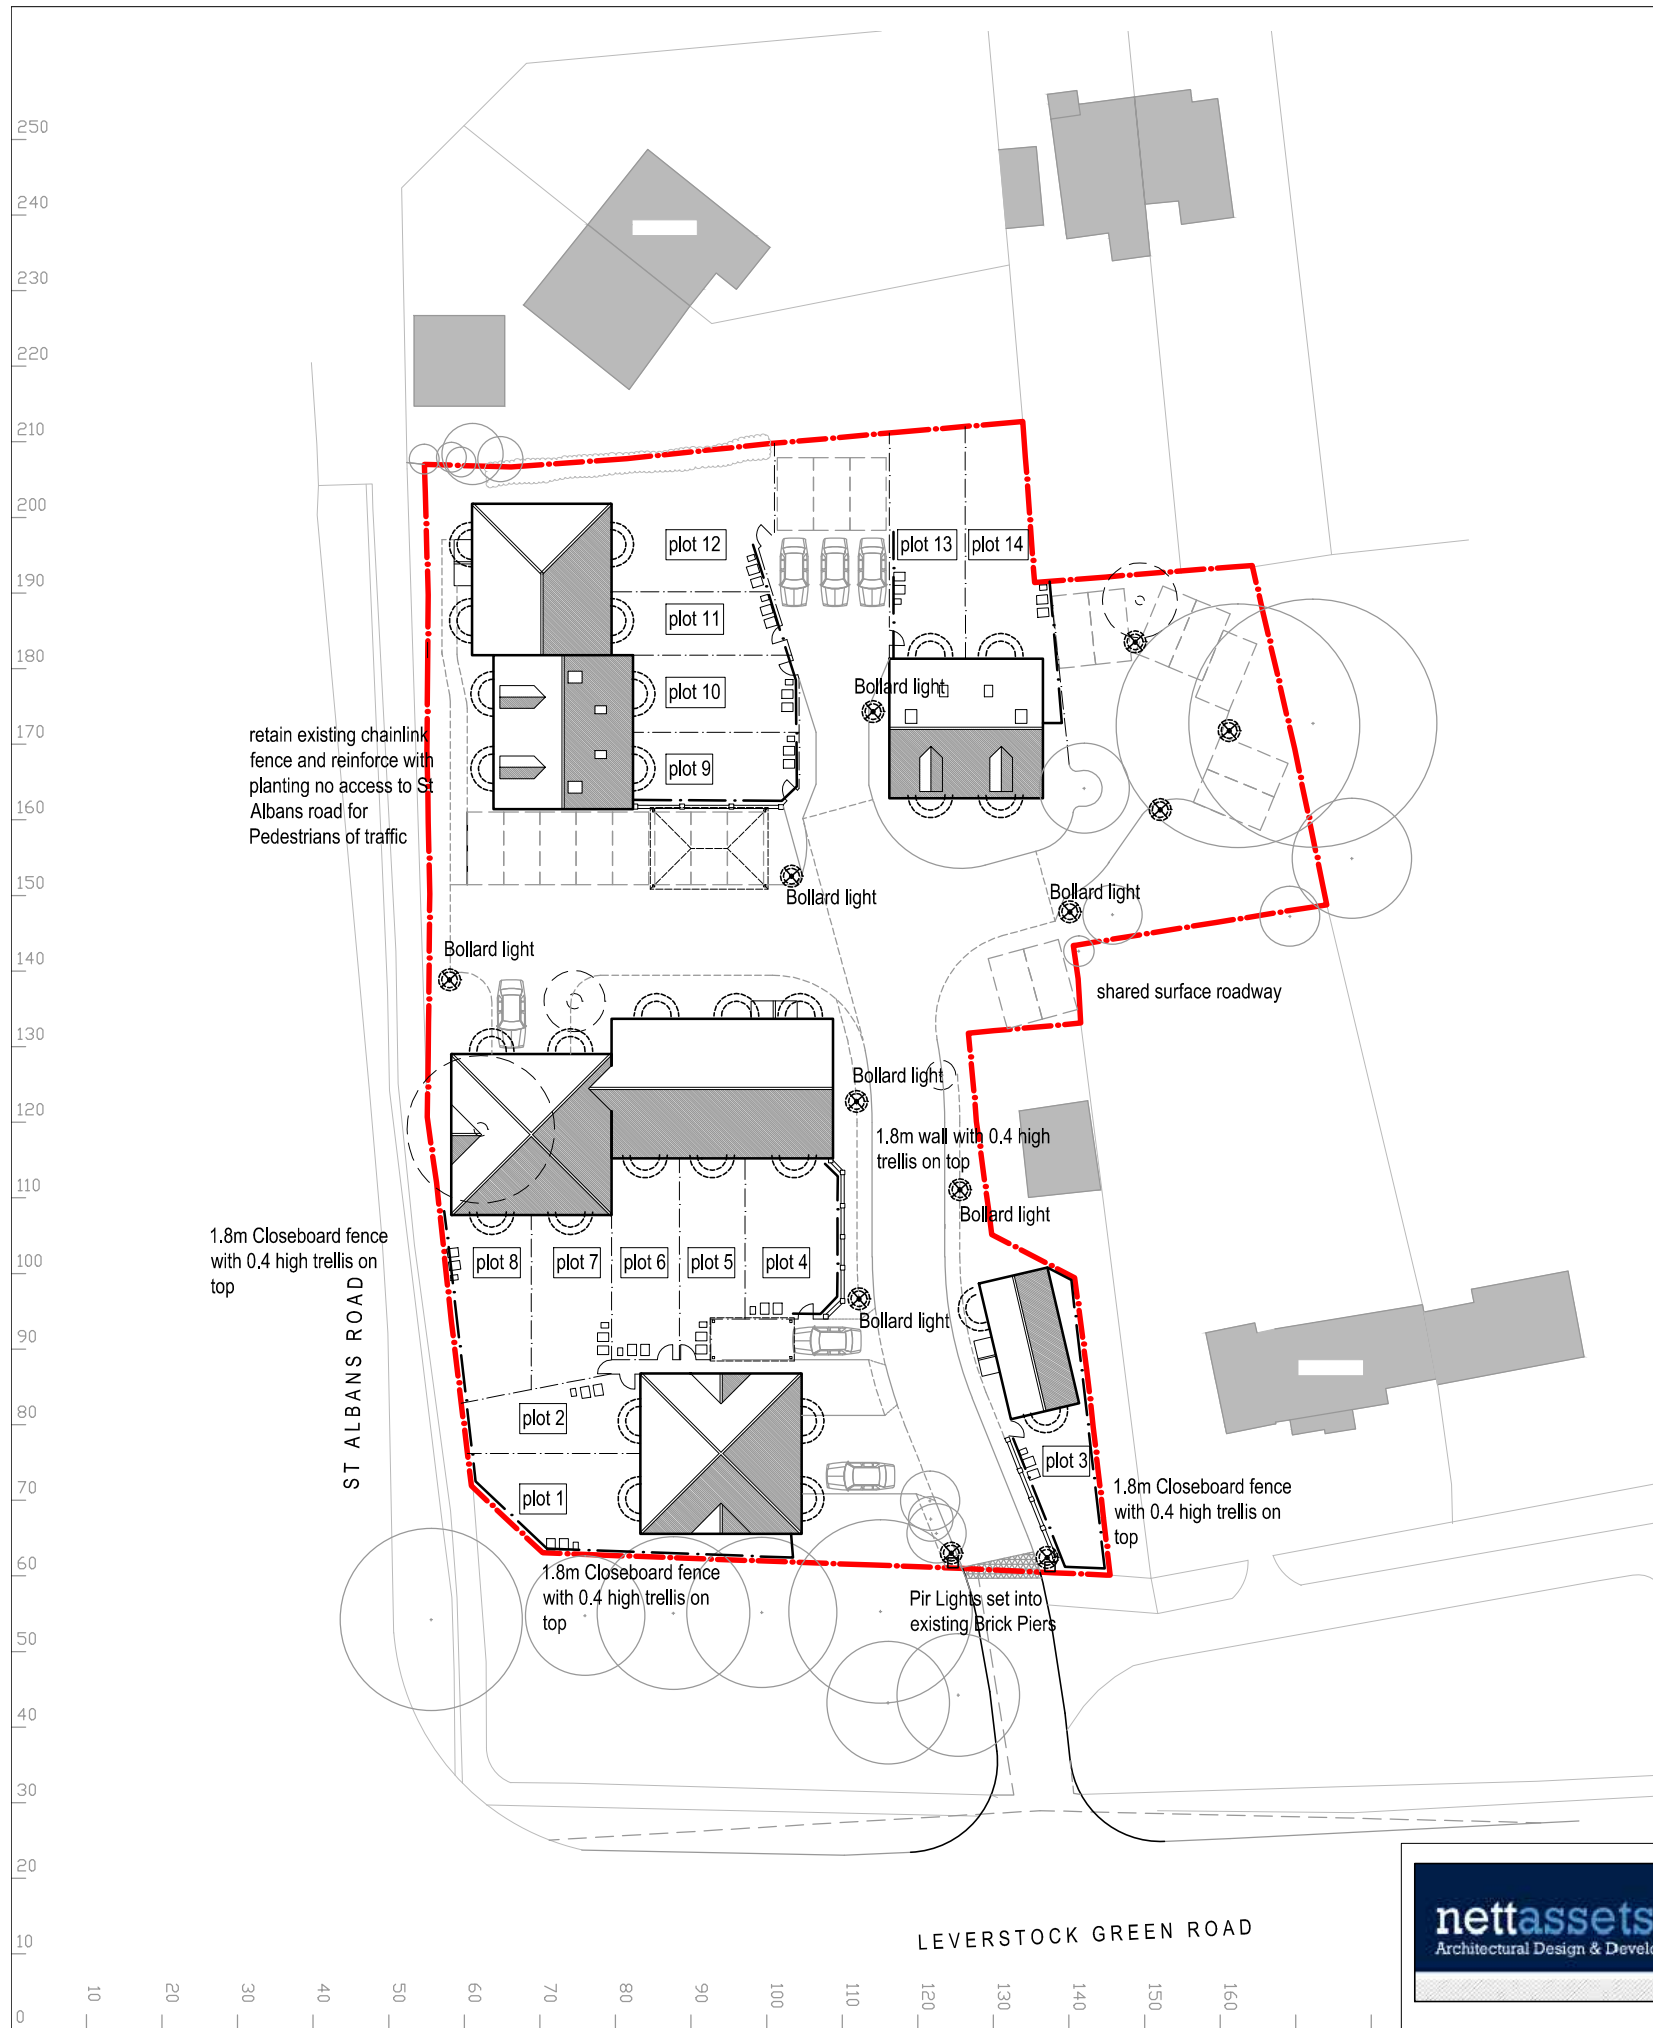 250
240
230
220
210
200
190
180
170
160
150
140
130
120
110
100
90
80
70
60
50
40
30
20
10
0
plot 12
plot 13
plot 14
plot 11
plot 10
plot 9
Bollard light
retain existing chainlink
fence and reinforce with
planting no access to St
Albans road for
Pedestrians of traffic
Bollard light
Bollard light
Bollard light
shared surface roadway
Bollard light
1.8m wall with 0.4 high
trellis on top
Bollard light
1.8m Closeboard fence
with 0.4 high trellis on
top
plot 8
plot 7
plot 6
plot 5
plot 4
Bollard light
ST ALBANS ROAD
plot 2
plot 1
plot 3
1.8m Closeboard fence
with 0.4 high trellis on
top
1.8m Closeboard fence
with 0.4 high trellis on
top
Pir Lights set into
existing Brick Piers
LEVERSTOCK GREEN ROAD
nettassets
Architectural Design & Develo
10
20
30
40
50
60
70
80
90
100
110
120
130
140
150
160